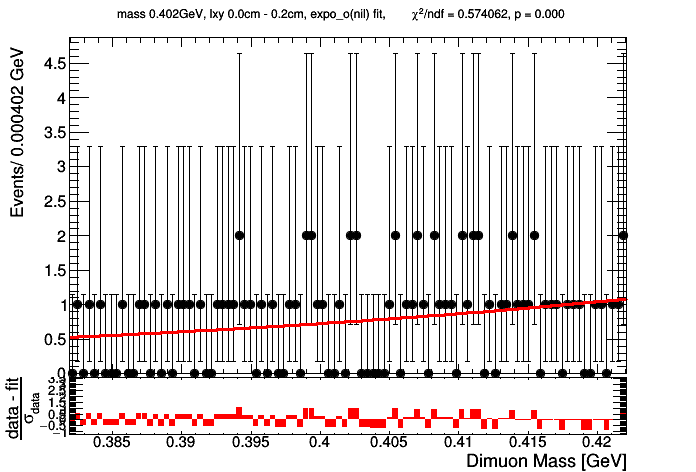 mass 0.402GeV, lxy 0.0cm - 0.2cm, expo_o(nil) fit, χ²/ndf = 0.574062, p = 0.000
Events/ 0.000402 GeV
4.5
4
3.5
3
2.5
2
1.5
1
0.5
0
data - fit
σdata
0.385 0.39 0.395 0.4 0.405 0.41 0.415 0.42
Dimuon Mass [GeV]